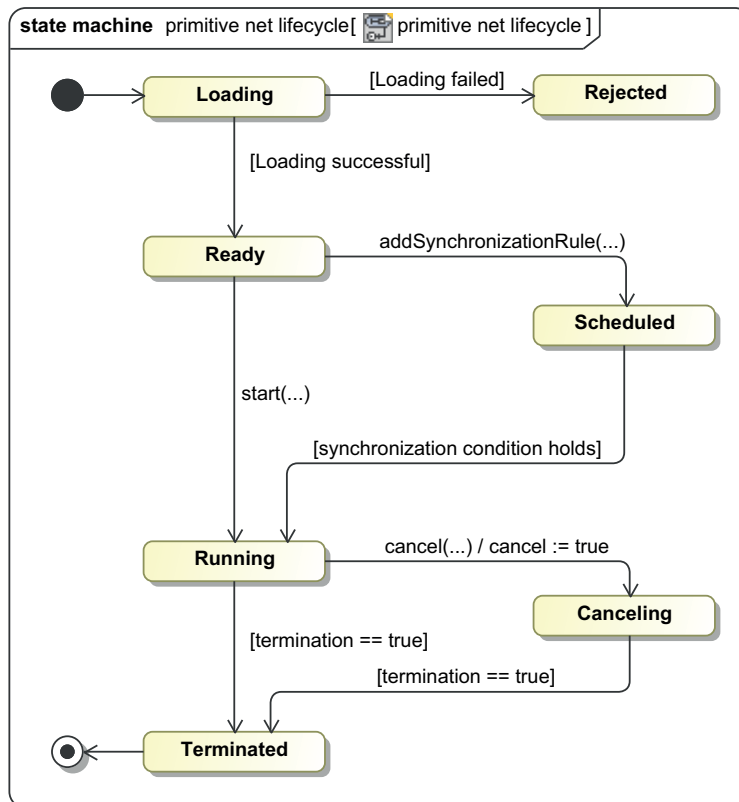 state machine primitive net lifecycle[ primitive net lifecycle ]
Loading
[Loading failed]
Rejected
[Loading successful]
Ready
addSynchronizationRule(...)
Scheduled
start(...)
[synchronization condition holds]
Running
cancel(...) / cancel := true
Canceling
[termination == true]
[termination == true]
Terminated